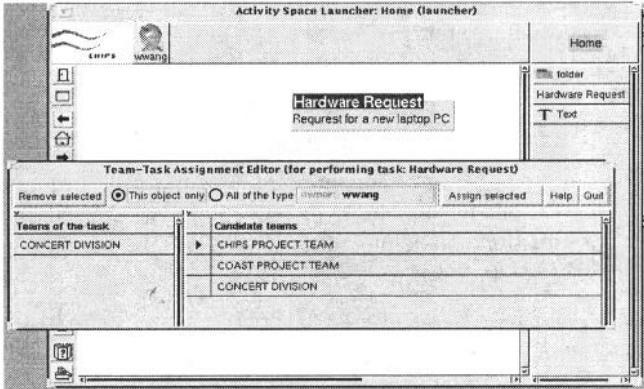 Activity Space Launcher: Home (launcher)
CHIPS
wwang
Home
folder
Hardware Request
T Text
Hardware Request
Requrest for a new laptop PC
Team-Task Assignment Editor (for performing task: Hardware Request)
Remove selected This object only All of the type owner: wwang Assign selected Help Quit
Teams of the task
CONCERT DIVISION
Candidate teams
CHIPS PROJECT TEAM
COAST PROJECT TEAM
CONCERT DIVISION